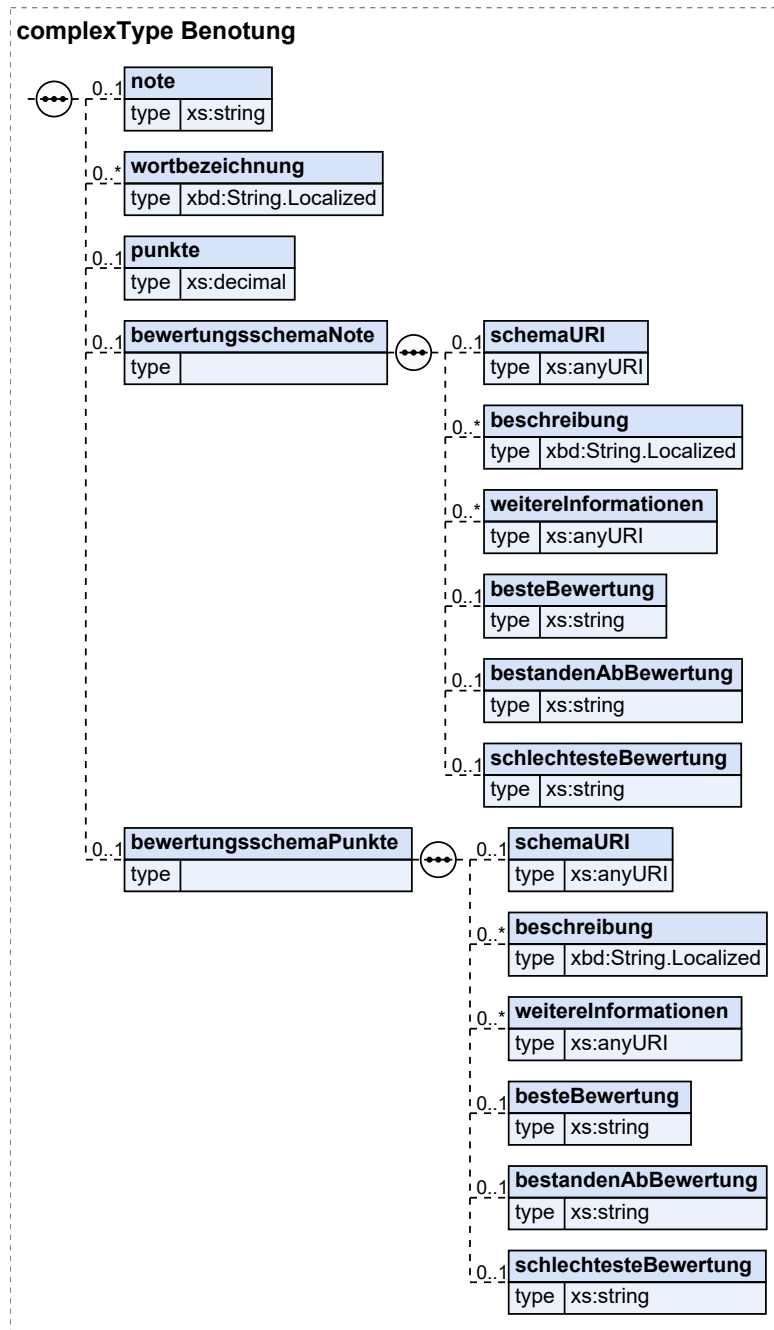 complexType Benotung
0..1 note
type xs:string
0..* wortbezeichnung
type xbd:String.Localized
0..1 punkte
type xs:decimal
0..1 bewertungsschemaNote
type
0..1 schemaURI
type xs:anyURI
0..* beschreibung
type xbd:String.Localized
0..* weitereInformationen
type xs:anyURI
0..1 besteBewertung
type xs:string
0..1 bestandenAbBewertung
type xs:string
0..1 schlechtesteBewertung
type xs:string
0..1 bewertungsschemaPunkte
type
0..1 schemaURI
type xs:anyURI
0..* beschreibung
type xbd:String.Localized
0..* weitereInformationen
type xs:anyURI
0..1 besteBewertung
type xs:string
0..1 bestandenAbBewertung
type xs:string
0..1 schlechtesteBewertung
type xs:string